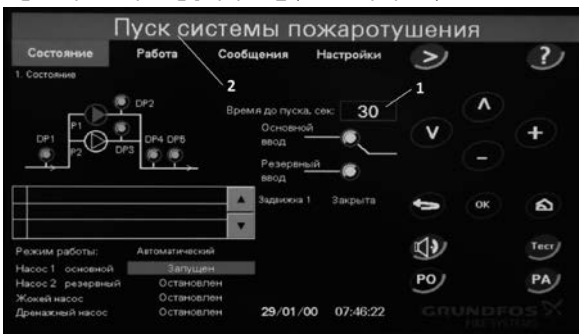 Пуск системы пожаротушения
Состояние Работа Сообщения Настройки > ?
1. Состояние
2
1
DP2
Время до пуска, сек: 30
P1
Основной
ввод
DP1 P2 DP3 DP4 DP5
Резервный
ввод
Задвижка 1 Закрыта
OK
Режим работы: Автоматический
Тест
Насос 1 основной Запущен
Насос 2 резервный Остановлен
PO PA
Жокей насос Остановлен
Дренажный насос Остановлен 29/01/00 07:46:22 GRUNDFOS